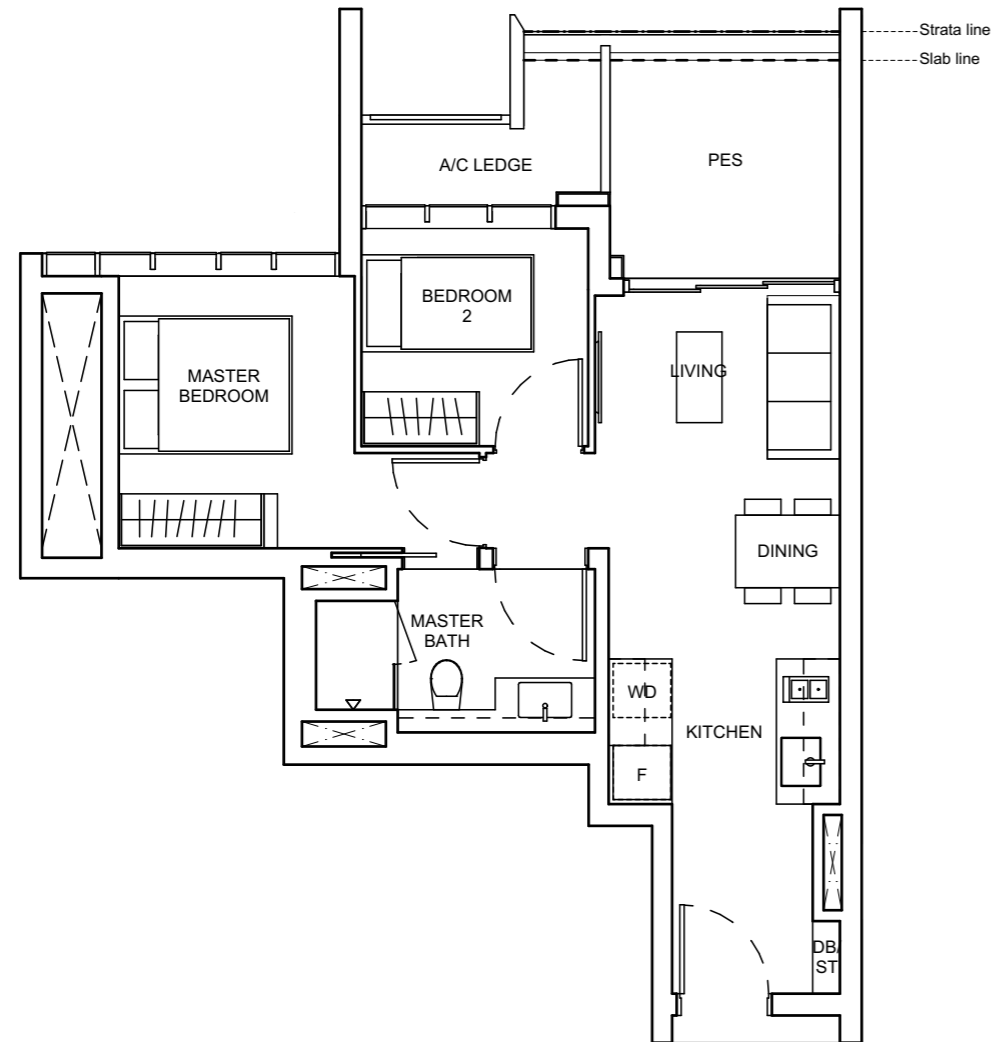 Strata line
Slab line
A/C LEDGE
PES
BEDROOM
2
MASTER
BEDROOM
LIVING
DINING
MASTER
BATH
WD
KITCHEN
F
DB/
ST